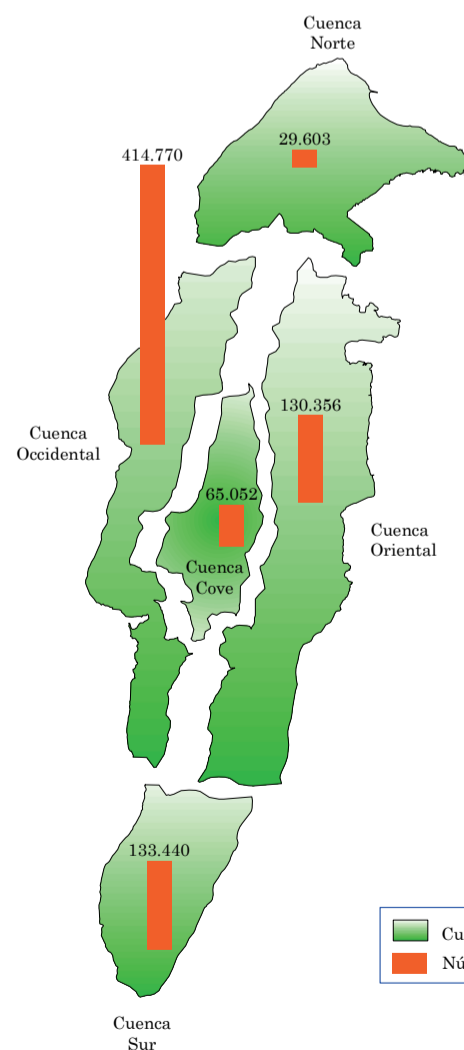 Cuenca
Norte
29.603
414.770
130.356
Cuenca
Occidental
65.052
Cuenca
Oriental
Cuenca
Cove
133.440
Cuenca
Sur